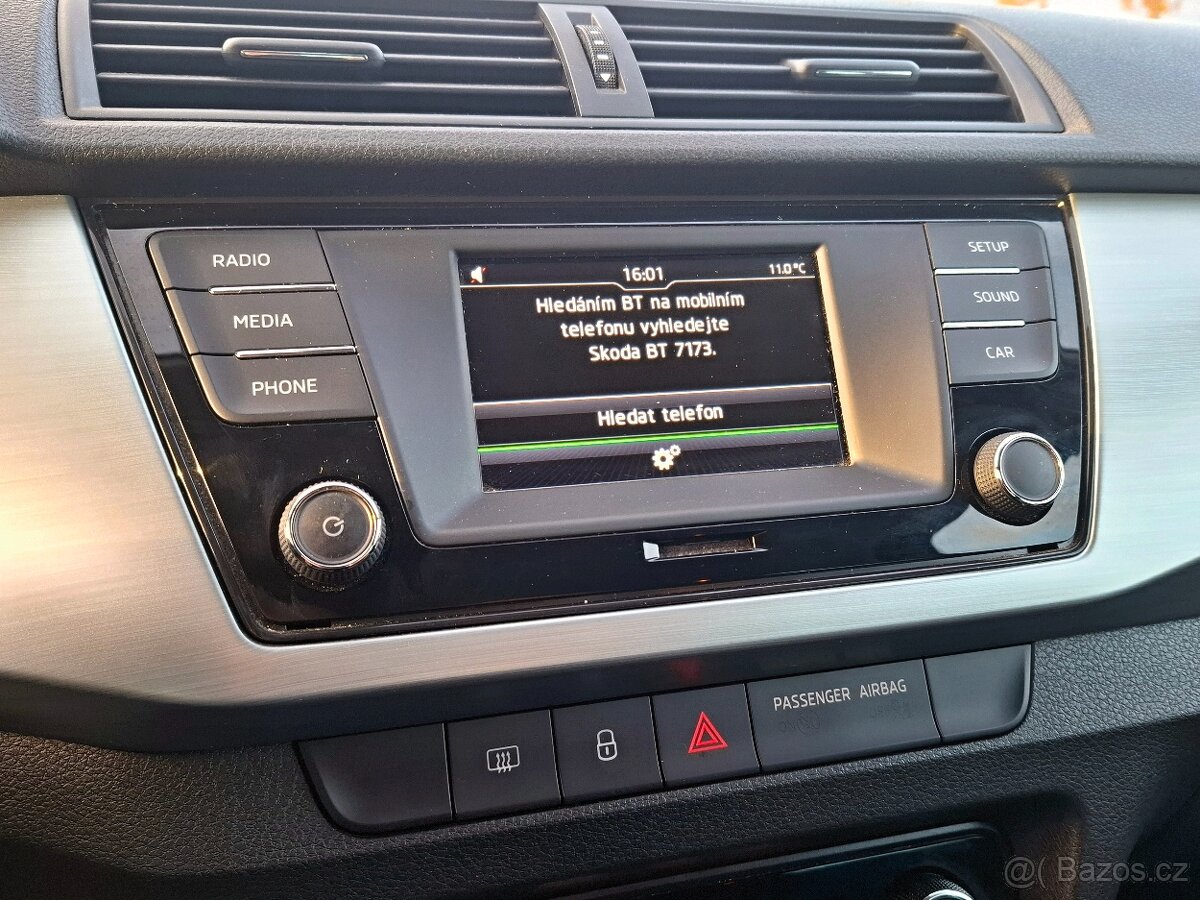 RADIO
MEDIA
PHONE
16:01
11.0°C
Hledáním BT na mobilním
telefonu vyhledejte
Skoda BT 7173.
Hledat telefon
SETUP
SOUND
CAR
PASSENGER AIRBAG
@( Bazos.cz